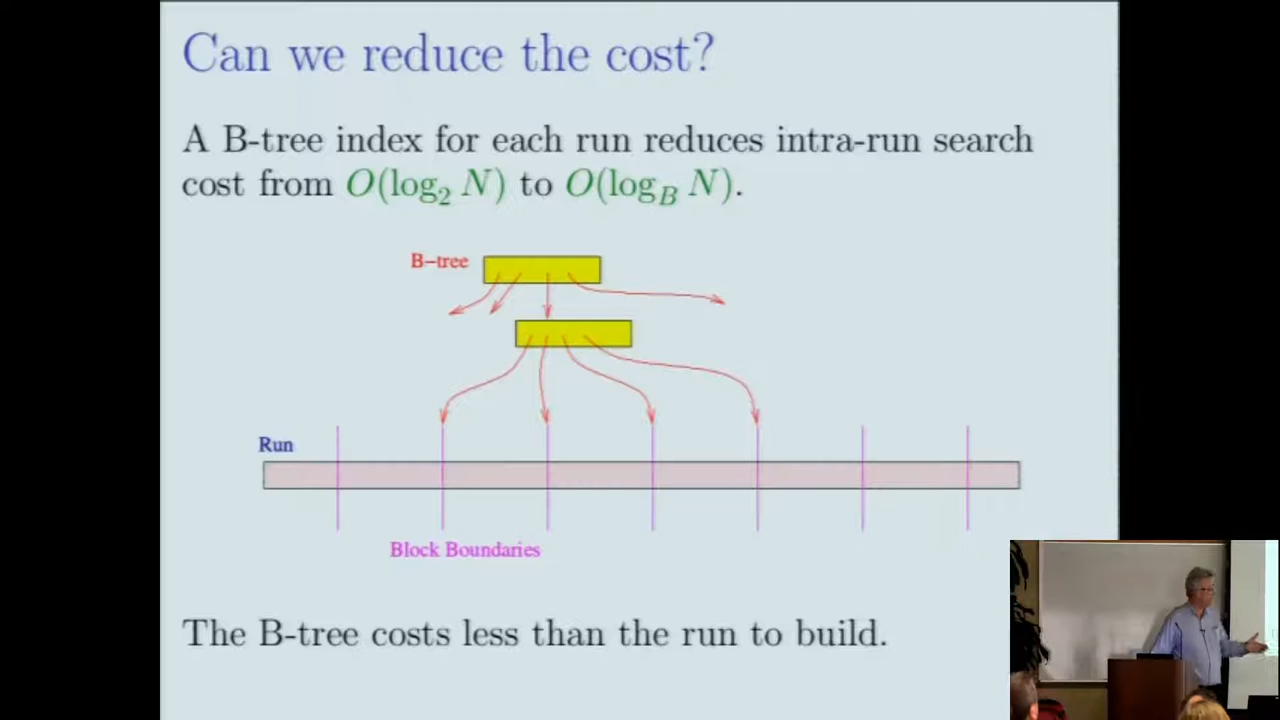 Can we reduce the cost?
A B-tree index for each run reduces intra-run search
cost from O(log₂ N) to O(log_B N).
B-tree
Run
Block Boundaries
The B-tree costs less than the run to build.